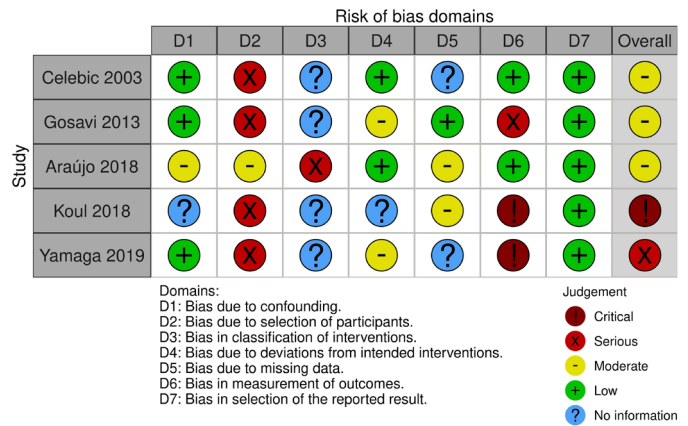 Risk of bias domains
D1 D2 D3 D4 D5 D6 D7 Overall
Study
Celebic 2003 + X ? + ? + + -
Gosavi 2013 + X ? - + X + -
Araújo 2018 - - X + - + + -
Koul 2018 ? X ? ? - ! + !
Yamaga 2019 + X ? - ? ! + X
Domains:
D1: Bias due to confounding.
D2: Bias due to selection of participants.
D3: Bias in classification of interventions.
D4: Bias due to deviations from intended interventions.
D5: Bias due to missing data.
D6: Bias in measurement of outcomes.
D7: Bias in selection of the reported result.
Judgement
! Critical
X Serious
- Moderate
+ Low
? No information